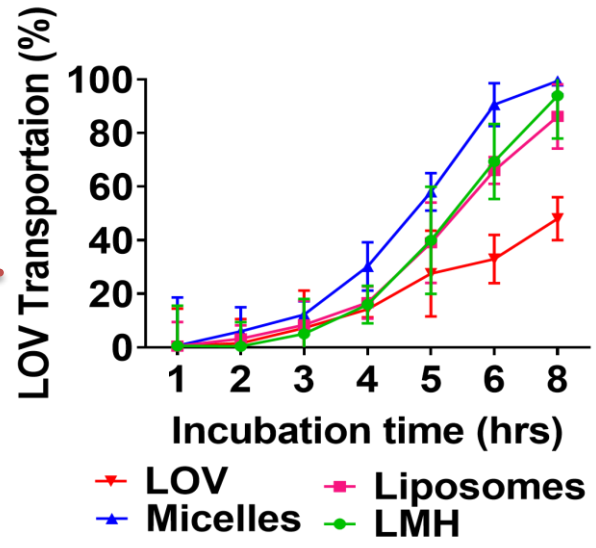 LOV Transportaion (%)
100
80
60
40
20
0
1 2 3 4 5 6 8
Incubation time (hrs)
LOV Liposomes
Micelles LMH